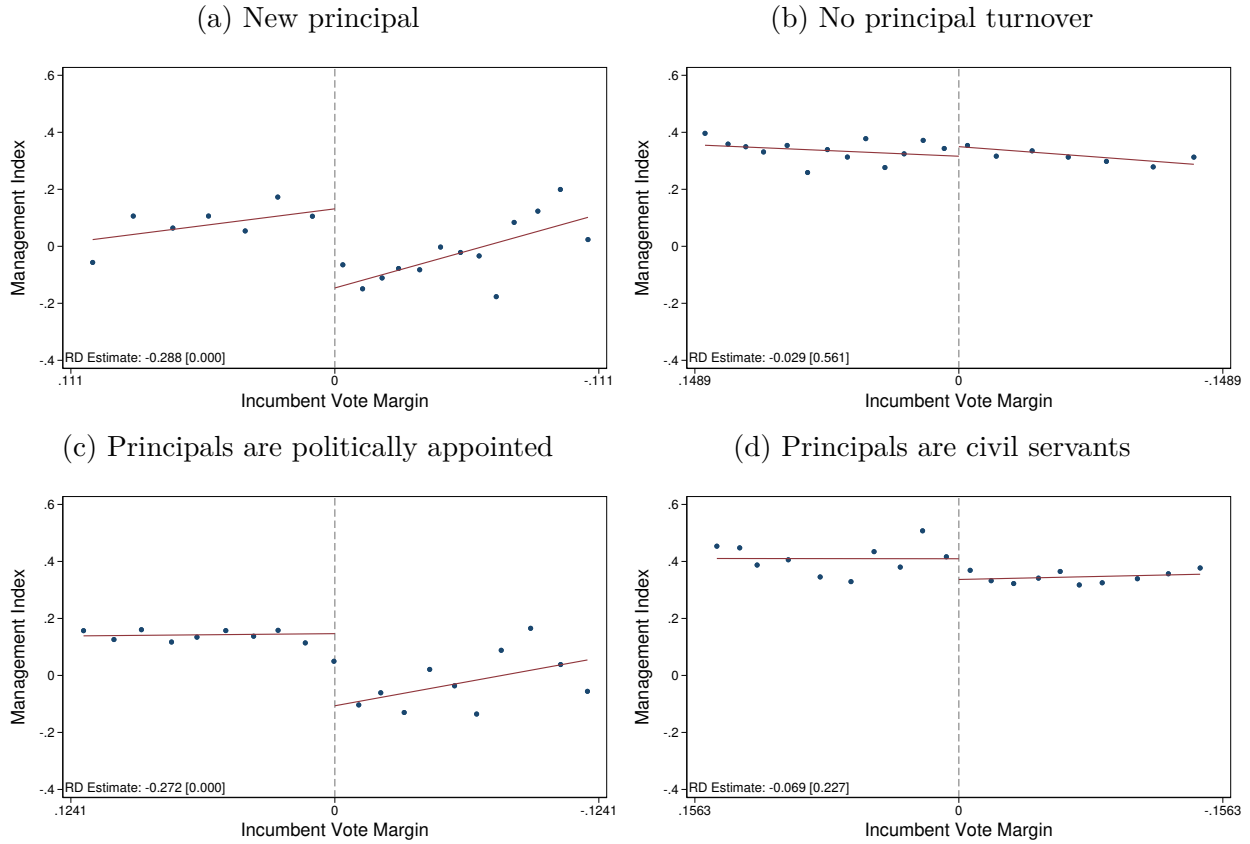 (a) New principal
.6
.4
.2
0
-.2
-.4
Management Index
RD Estimate: -0.288 [0.000]
.111
0
-.111
Incumbent Vote Margin
(b) No principal turnover
.6
.4
.2
0
-.2
-.4
Management Index
RD Estimate: -0.029 [0.561]
.1489
0
-.1489
Incumbent Vote Margin
(c) Principals are politically appointed
.6
.4
.2
0
-.2
-.4
Management Index
RD Estimate: -0.272 [0.000]
.1241
0
-.1241
Incumbent Vote Margin
(d) Principals are civil servants
.6
.4
.2
0
-.2
-.4
Management Index
RD Estimate: -0.069 [0.227]
.1563
0
-.1563
Incumbent Vote Margin